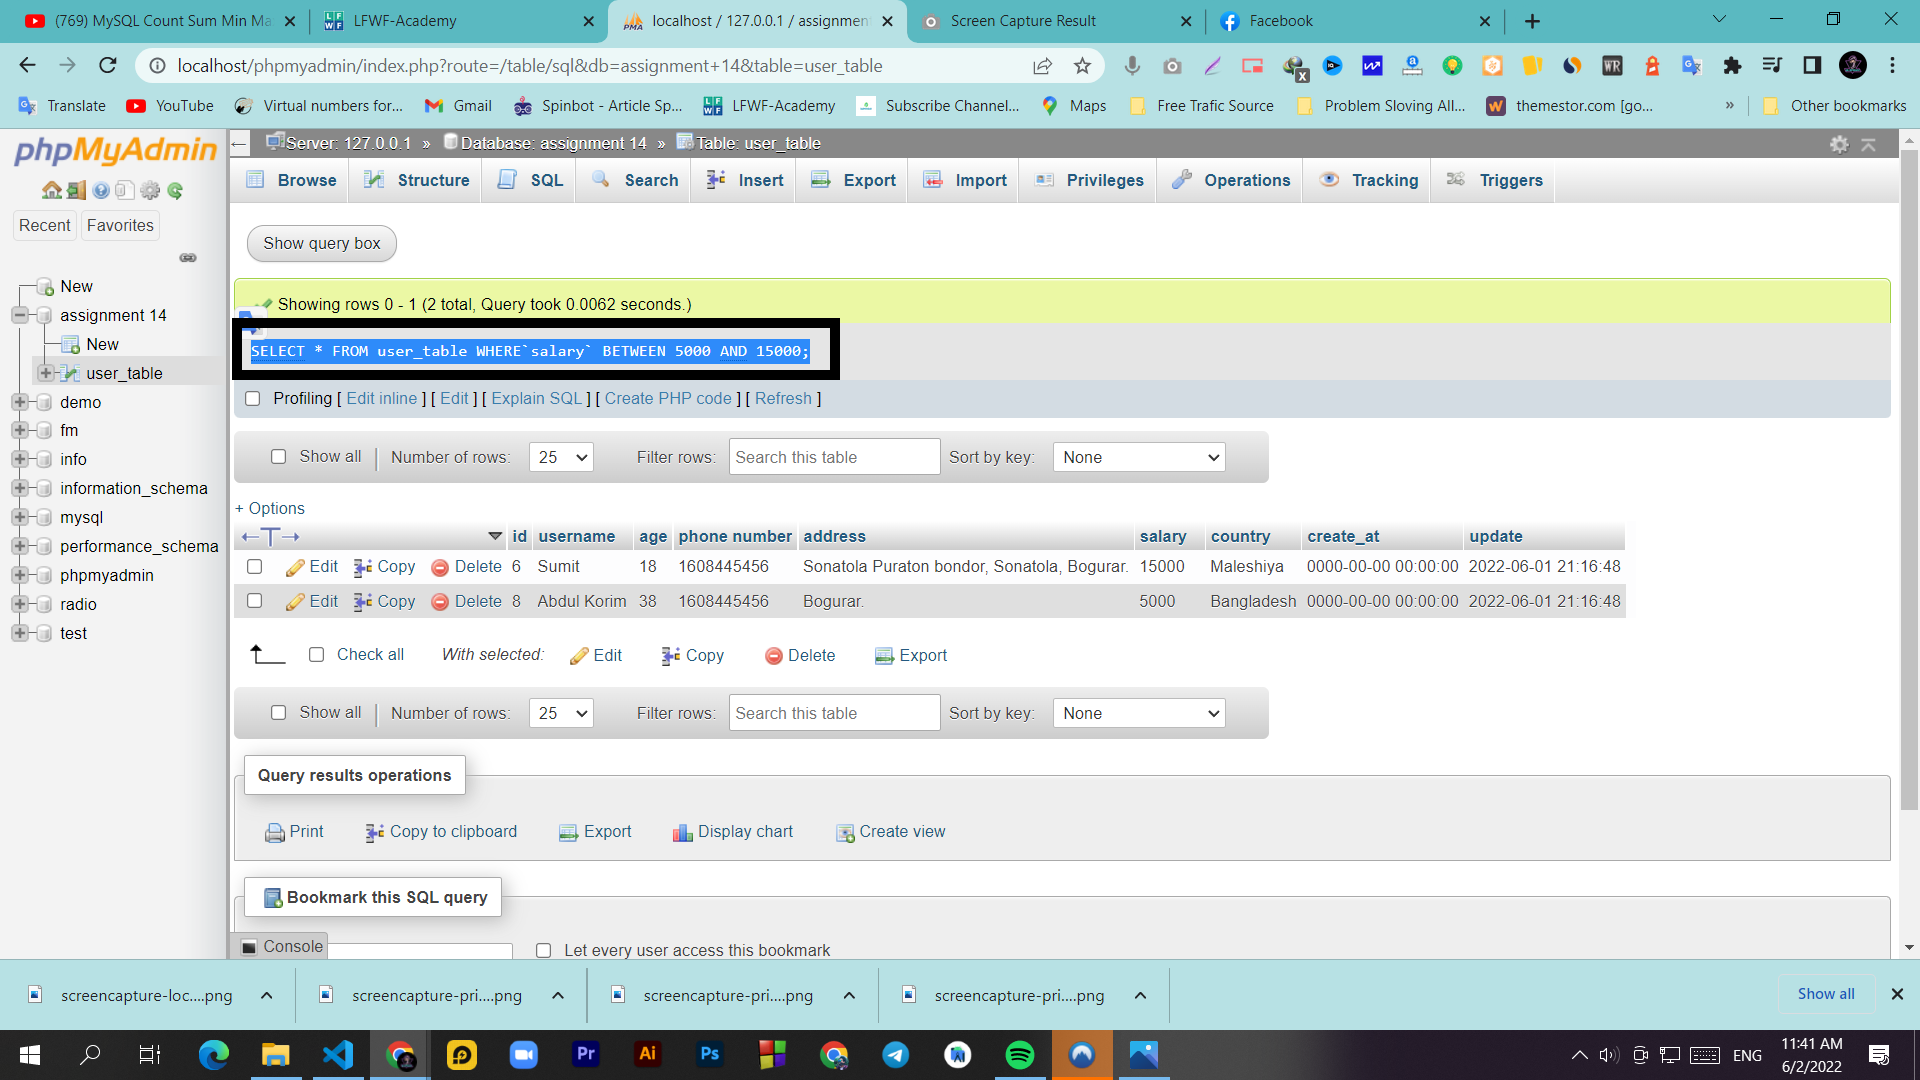 (769) MySQL Count Sum Min Ma
LFWF-Academy
localhost / 127.0.0.1 / assignment
Screen Capture Result
Facebook
localhost/phpmyadmin/index.php?route=/table/sql&db=assignment+14&table=user_table
Translate
YouTube
Virtual numbers for...
Gmail
Spinbot - Article Sp...
LFWF-Academy
Subscribe Channel...
Maps
Free Trafic Source
Problem Sloving All...
themestor.com [go...
»
Other bookmarks
phpMyAdmin
Recent
Favorites
New
assignment 14
New
user_table
demo
fm
info
information_schema
mysql
performance_schema
phpmyadmin
radio
test
Server: 127.0.0.1 » Database: assignment 14 » Table: user_table
Browse Structure SQL Search Insert Export Import Privileges Operations Tracking Triggers
Show query box
Showing rows 0 - 1 (2 total, Query took 0.0062 seconds.)
SELECT * FROM user_table WHERE`salary` BETWEEN 5000 AND 15000;
Profiling [ Edit inline ] [ Edit ] [ Explain SQL ] [ Create PHP code ] [ Refresh ]
Show all | Number of rows: 25 Filter rows: Search this table Sort by key: None
+ Options
id username age phone number address salary country create_at update
Edit Copy Delete 6 Sumit 18 1608445456 Sonatola Puraton bondor, Sonatola, Bogurar. 15000 Maleshiya 0000-00-00 00:00:00 2022-06-01 21:16:48
Edit Copy Delete 8 Abdul Korim 38 1608445456 Bogurar. 5000 Bangladesh 0000-00-00 00:00:00 2022-06-01 21:16:48
Check all With selected: Edit Copy Delete Export
Show all | Number of rows: 25 Filter rows: Search this table Sort by key: None
Query results operations
Print Copy to clipboard Export Display chart Create view
Bookmark this SQL query
Console
Let every user access this bookmark
screencapture-loc....png
screencapture-pri....png
screencapture-pri....png
screencapture-pri....png
Show all
ENG
11:41 AM
6/2/2022